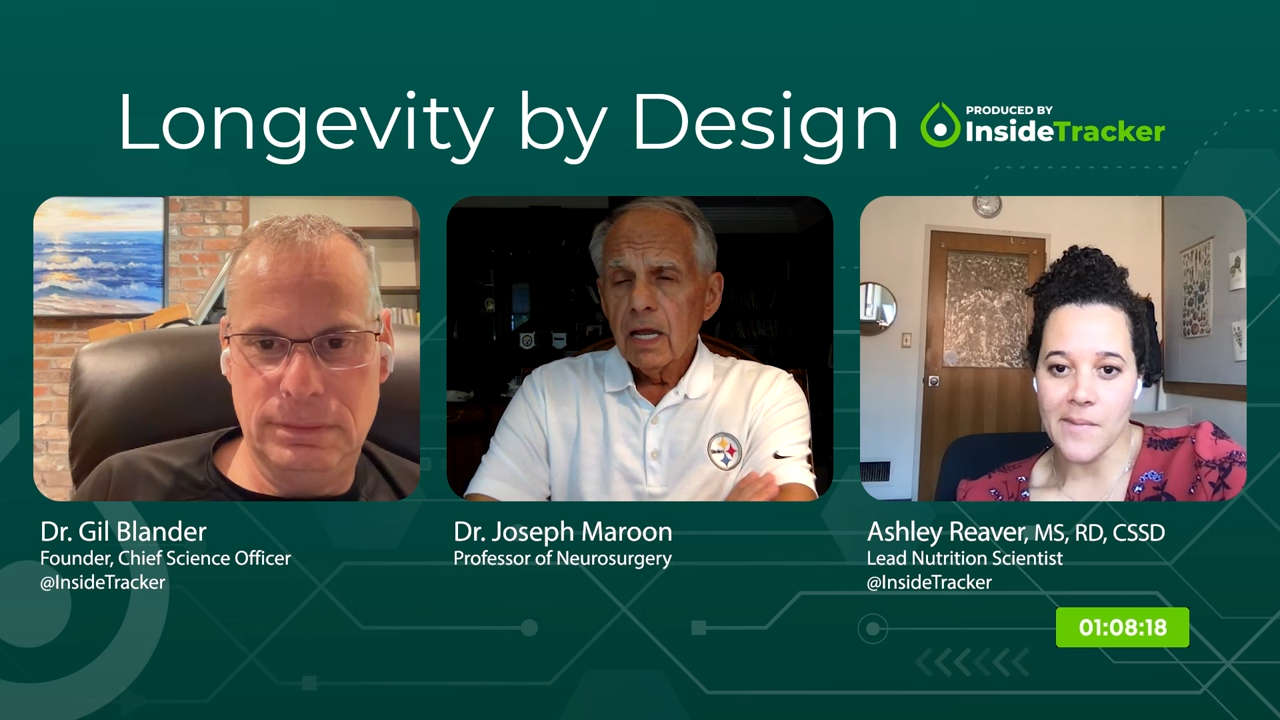 Longevity by Design
PRODUCED BY
InsideTracker
Dr. Gil Blander
Founder, Chief Science Officer
@InsideTracker
Dr. Joseph Maroon
Professor of Neurosurgery
Ashley Reaver, MS, RD, CSSD
Lead Nutrition Scientist
@InsideTracker
01:08:18